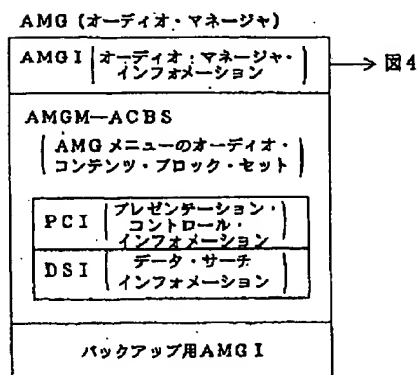 AMG (オーディオ・マネージャ)
AMGI (オーディオ・マネージャ・
インフォメーション)
→ 図4
AMGM―ACBS
(AMGメニューのオーディオ・
コンテンツ・ブロック・セット)
PCI (プレゼンテーション・
コントロール・
インフォメーション)
DSI (データ・サーチ
インフォメーション)
バックアップ用AMGI